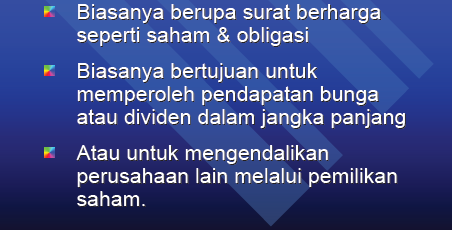 Biasanya berupa surat berharga
seperti saham & obligasi
Biasanya bertujuan untuk
memperoleh pendapatan bunga
atau dividen dalam jangka panjang
Atau untuk mengendalikan
perusahaan lain melalui pemilikan
saham.